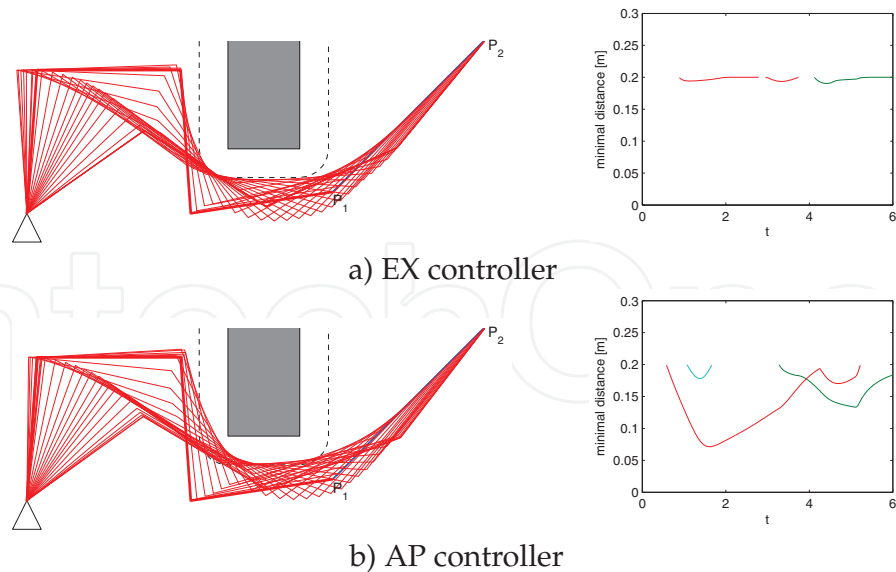 P2
P1
0.3
0.25
0.2
0.15
0.1
0.05
0
0 2 4 6
minimal distance [m]
t
a) EX controller
P2
P1
0.3
0.25
0.2
0.15
0.1
0.05
0
0 2 4 6
minimal distance [m]
t
b) AP controller